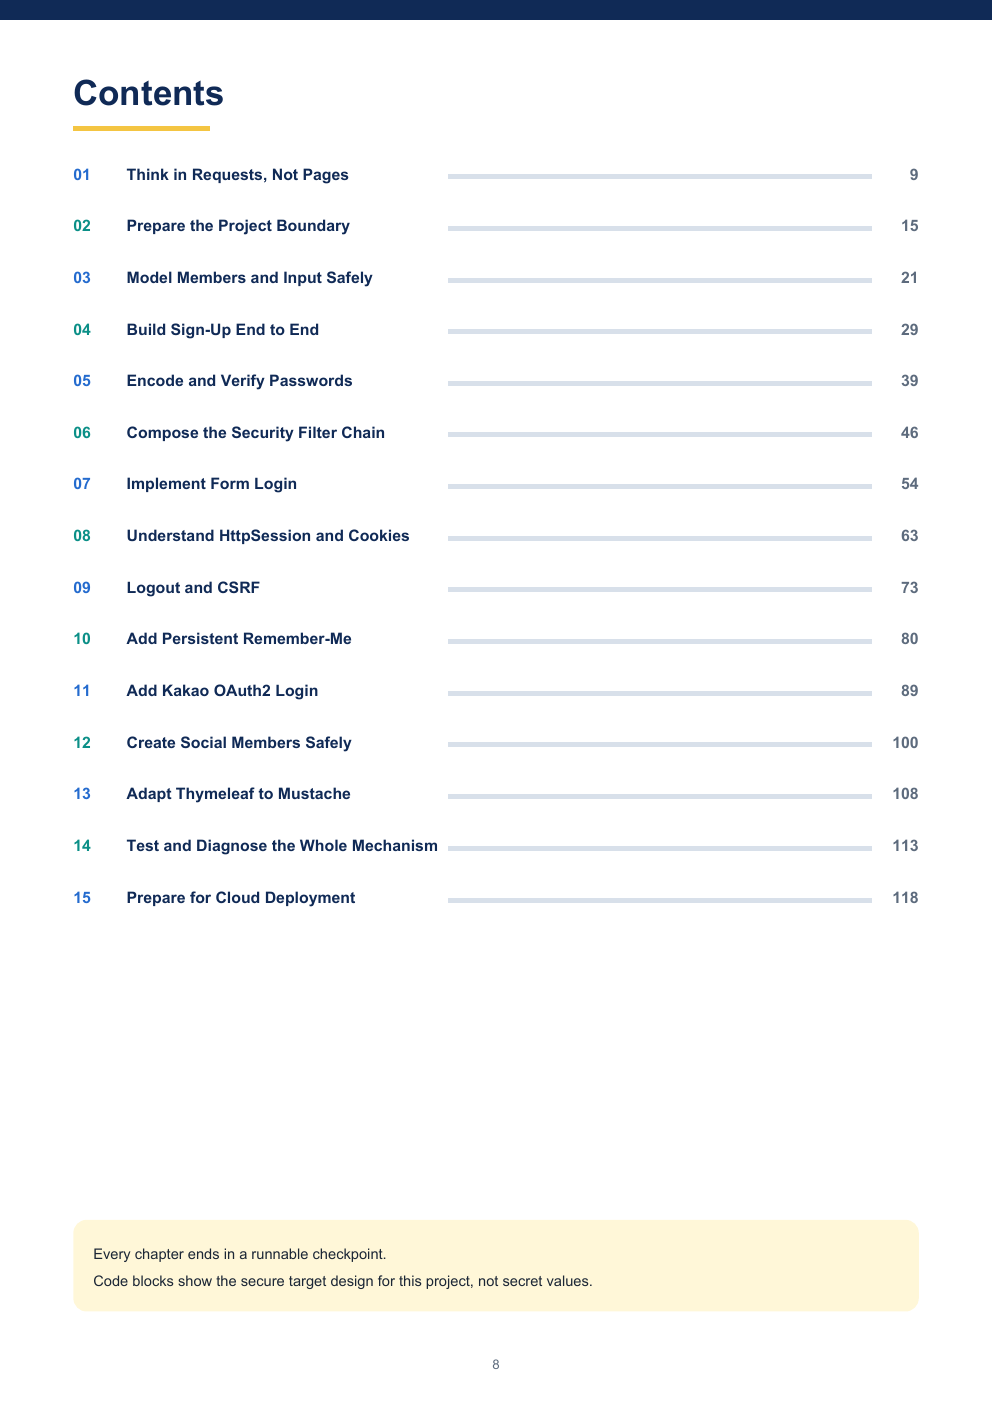 Contents
01 Think in Requests, Not Pages 9
02 Prepare the Project Boundary 15
03 Model Members and Input Safely 21
04 Build Sign-Up End to End 29
05 Encode and Verify Passwords 39
06 Compose the Security Filter Chain 46
07 Implement Form Login 54
08 Understand HttpSession and Cookies 63
09 Logout and CSRF 73
10 Add Persistent Remember-Me 80
11 Add Kakao OAuth2 Login 89
12 Create Social Members Safely 100
13 Adapt Thymeleaf to Mustache 108
14 Test and Diagnose the Whole Mechanism 113
15 Prepare for Cloud Deployment 118
Every chapter ends in a runnable checkpoint.
Code blocks show the secure target design for this project, not secret values.
8